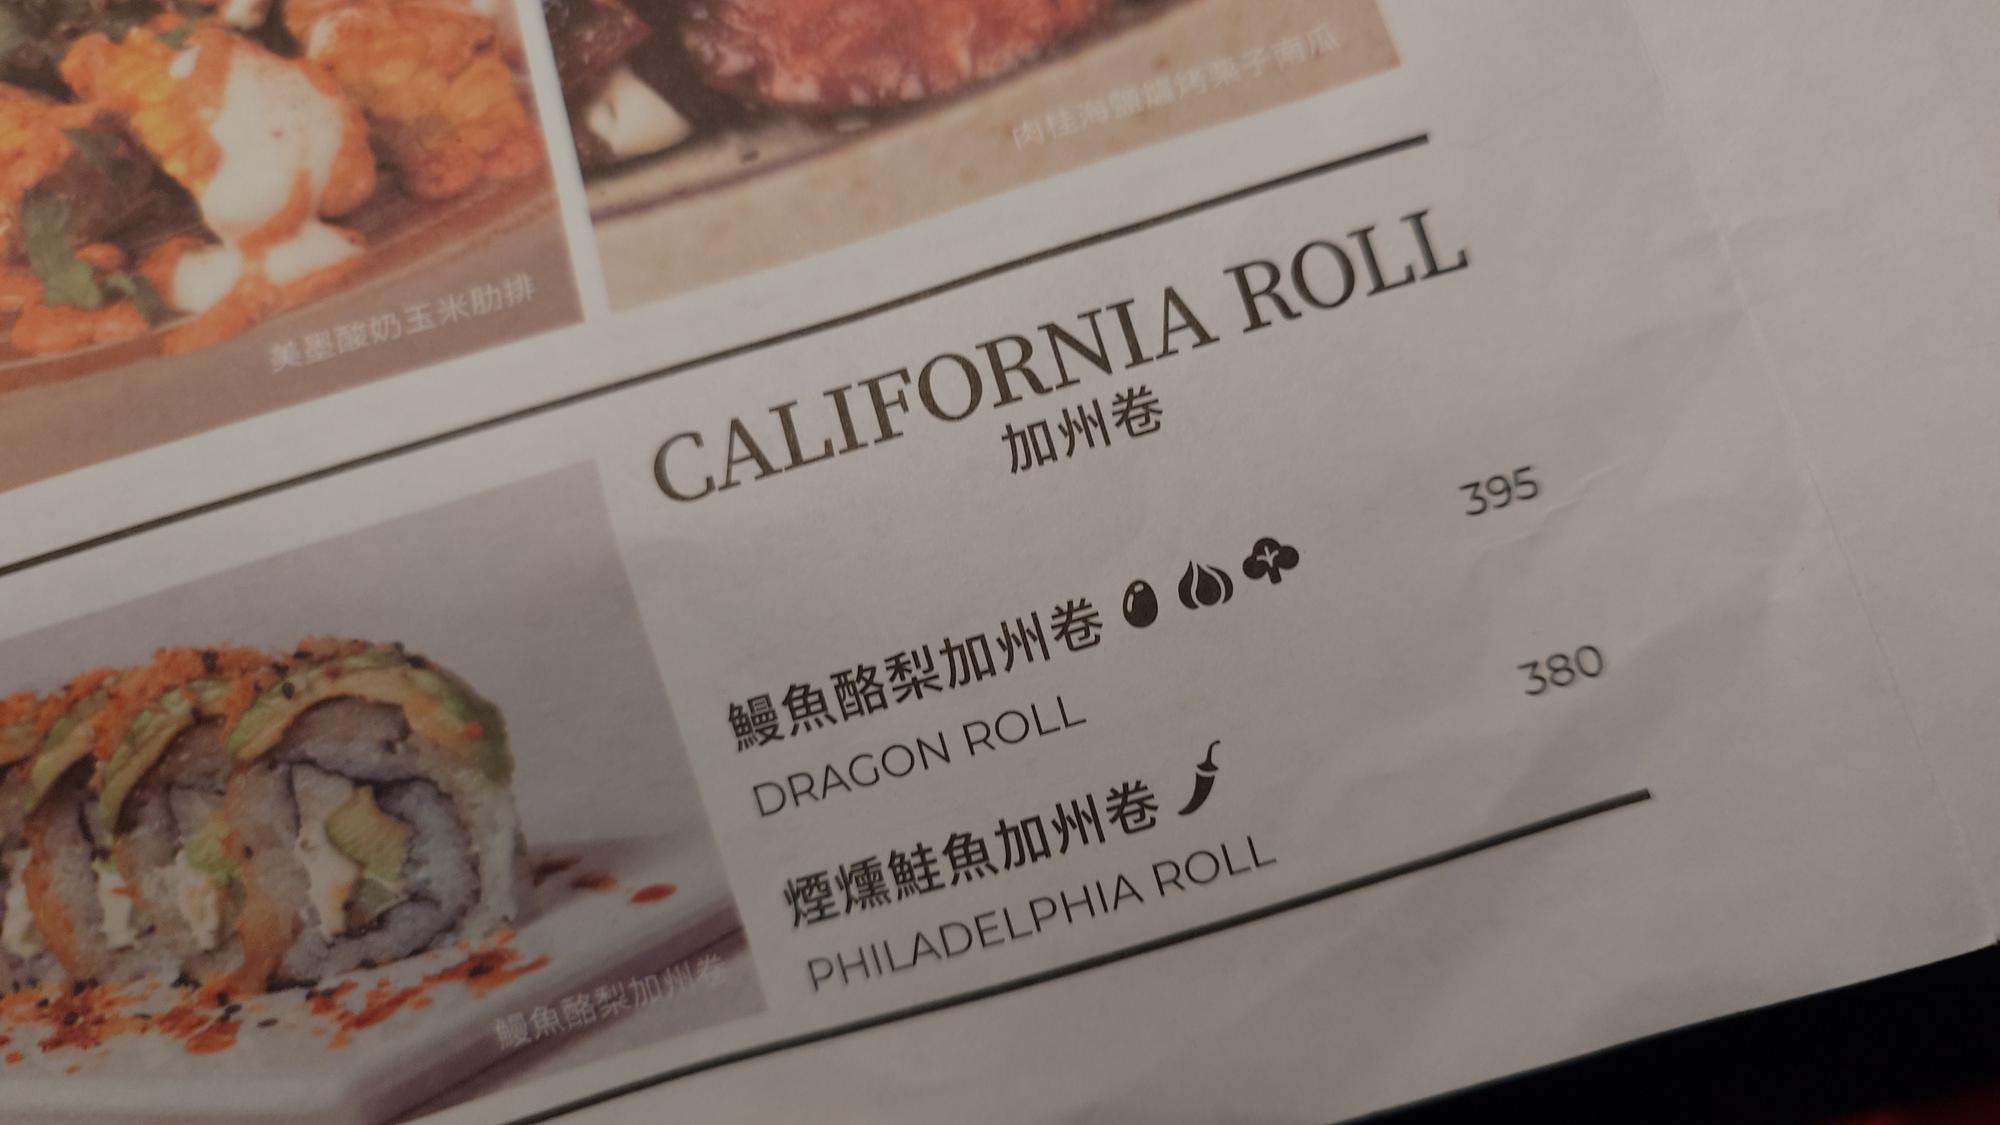 肉桂海鹽爐烤栗子南瓜
美墨酸奶玉米肋排
CALIFORNIA ROLL
加州卷
鰻魚酪梨加州卷 395
DRAGON ROLL
煙燻鮭魚加州卷 380
PHILADELPHIA ROLL
鰻魚酪梨加州卷